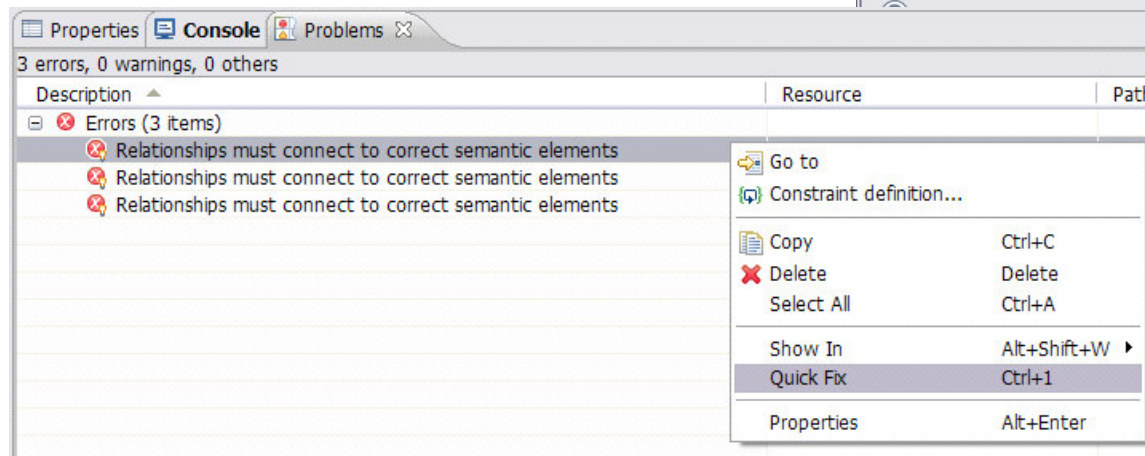 Properties Console Problems
3 errors, 0 warnings, 0 others
Description Resource
Errors (3 items)
Relationships must connect to correct semantic elements
Relationships must connect to correct semantic elements
Relationships must connect to correct semantic elements
Go to
Constraint definition...
Copy Ctrl+C
Delete Delete
Select All Ctrl+A
Show In Alt+Shift+W
Quick Fix Ctrl+1
Properties Alt+Enter